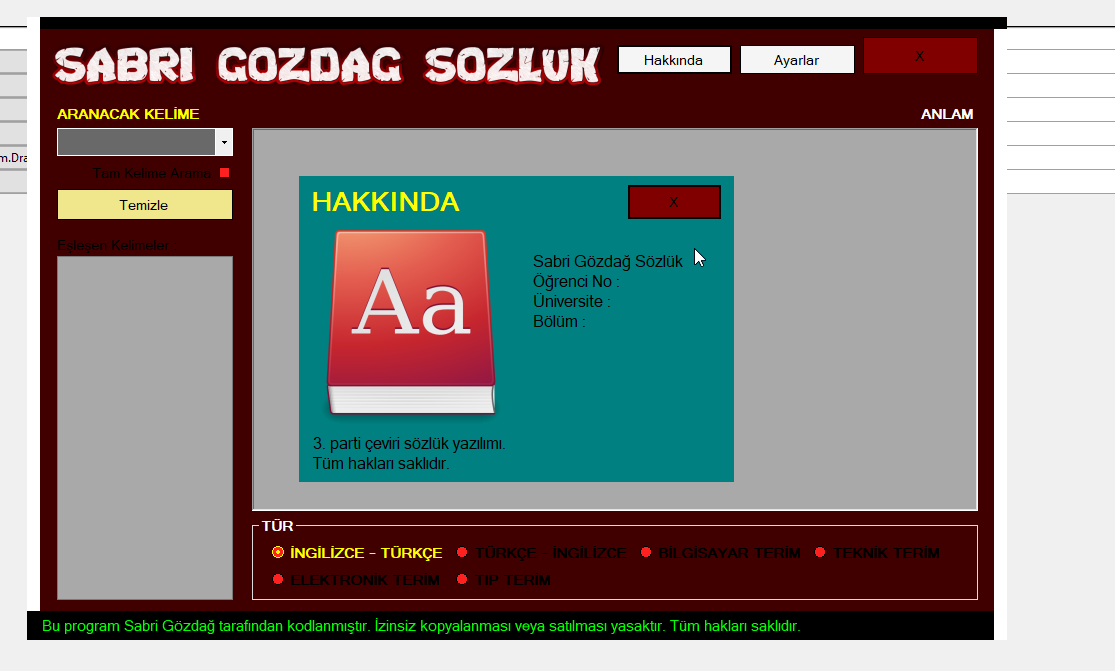 SABRI GOZDAG SOZLUK
Hakkında
Ayarlar
X
ARANACAK KELİME
ANLAM
m.Dra
Tam Kelime Arama
Temizle
Eşleşen Kelimeler
HAKKINDA
X
Aa
Sabri Gözdağ Sözlük
Öğrenci No :
Üniversite :
Bölüm :
3. parti çeviri sözlük yazılımı.
Tüm hakları saklıdır.
TÜR
İNGİLİZCE - TÜRKÇE
TÜRKÇE - İNGİLİZCE
BİLGİSAYAR TERİM
TEKNİK TERİM
ELEKTRONİK TERİM
TIP TERİM
Bu program Sabri Gözdağ tarafından kodlanmıştır. İzinsiz kopyalanması veya satılması yasaktır. Tüm hakları saklıdır.